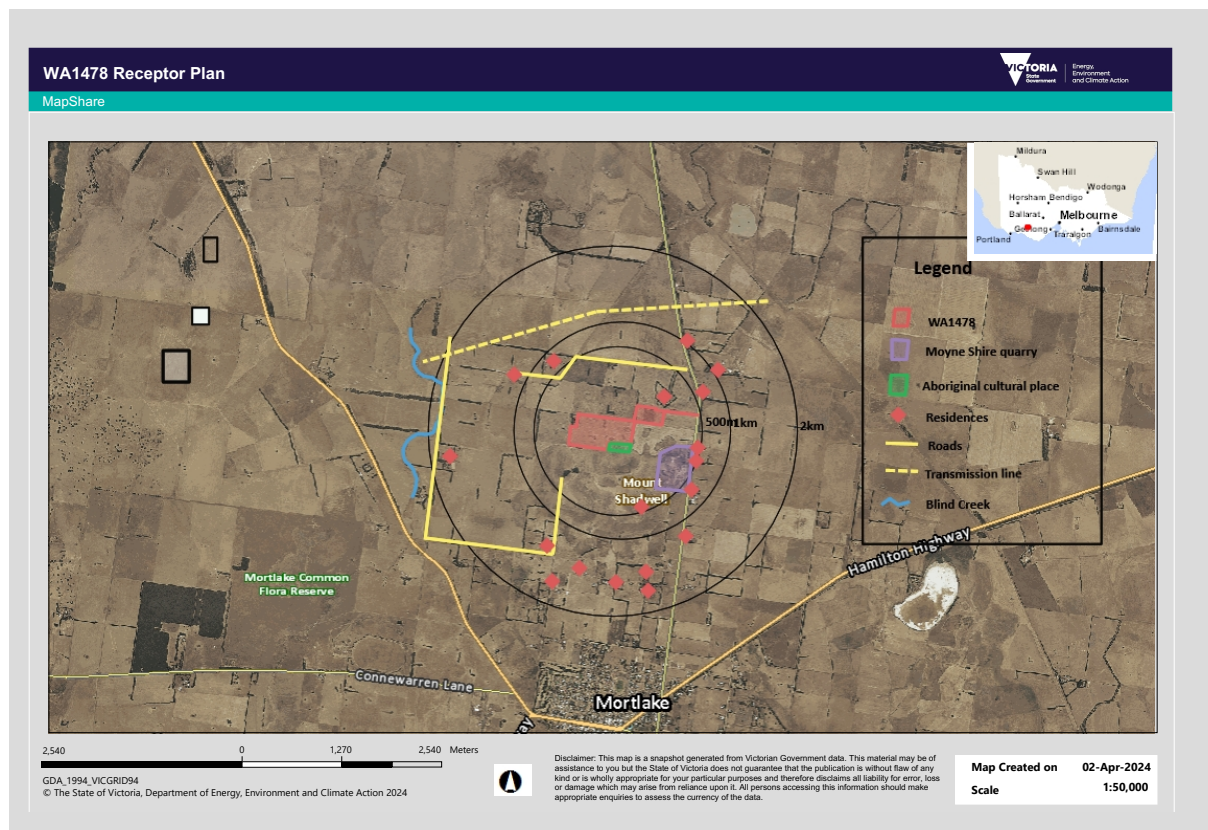 WA1478 Receptor Plan
VICTORIA
State
Government
Energy,
Environment
and Climate Action
MapShare
Mildura
Swan Hill
Wodonga
Horsham Bendigo
Ballarat
Melbourne
Geelong
Traralgon
Bairnsdale
Portland
Legend
WA1478
Moyne Shire quarry
Aboriginal cultural place
Residences
Roads
Transmission line
Blind Creek
500m
1km
2km
Mount
Shadwell
Hamilton Highway
Mortlake Common
Flora Reserve
Connewarren Lane
Mortlake
ay
2,540
0
1,270
2,540
Meters
GDA_1994_VICGRID94
© The State of Victoria, Department of Energy, Environment and Climate Action 2024
Disclaimer: This map is a snapshot generated from Victorian Government data. This material may be of
assistance to you but the State of Victoria does not guarantee that the publication is without flaw of any
kind or is wholly appropriate for your particular purposes and therefore disclaims all liability for error, loss
or damage which may arise from reliance upon it. All persons accessing this information should make
appropriate enquiries to assess the currency of the data.
Map Created on 02-Apr-2024
Scale 1:50,000